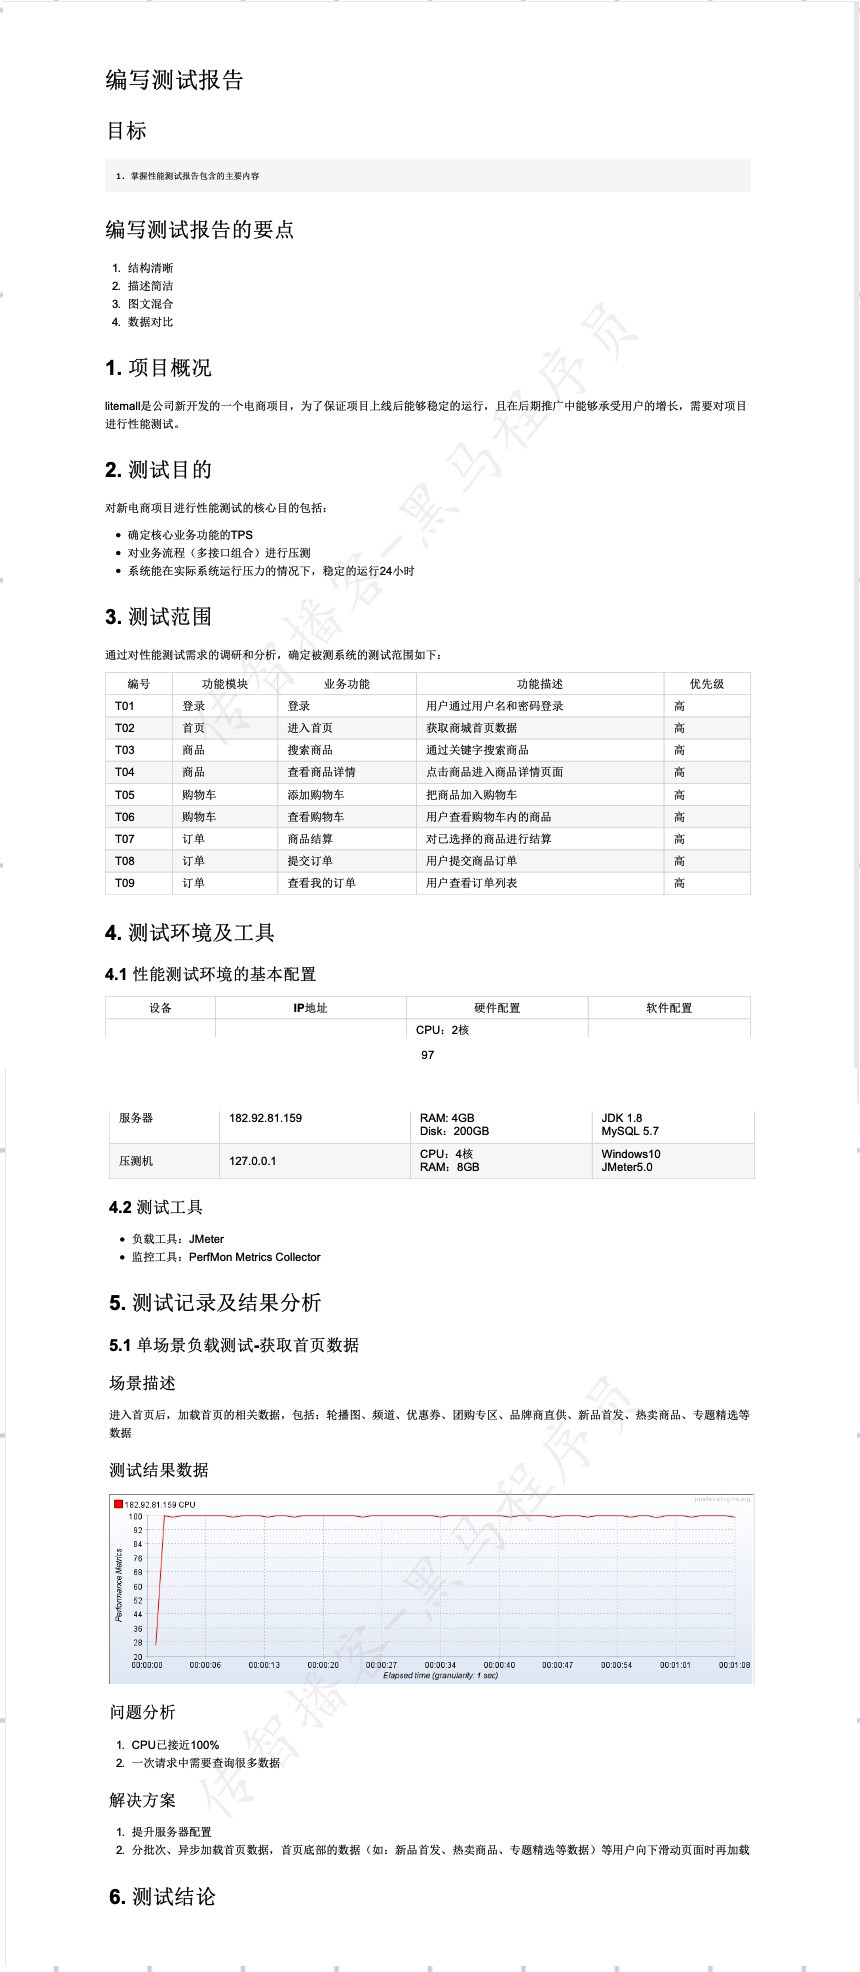 编写测试报告
目标
1. 掌握性能测试报告包含的主要内容
编写测试报告的要点
1. 结构清晰
2. 描述简洁
3. 图文混合
4. 数据对比
1. 项目概况
litemall是公司新开发的一个电商项目，为了保证项目上线后能够稳定的运行，且在后期推广中能够承受用户的增长，需要对项目
进行性能测试。
2. 测试目的
对新电商项目进行性能测试的核心目的包括：
• 确定核心业务功能的TPS
• 对业务流程（多接口组合）进行压测
• 系统能在实际系统运行压力的情况下，稳定的运行24小时
3. 测试范围
通过对性能测试需求的调研和分析，确定被测系统的测试范围如下：
编号 功能模块 业务功能 功能描述 优先级
T01 登录 登录 用户通过用户名和密码登录 高
T02 首页 进入首页 获取商城首页数据 高
T03 商品 搜索商品 通过关键字搜索商品 高
T04 商品 查看商品详情 点击商品进入商品详情页面 高
T05 购物车 添加购物车 把商品加入购物车 高
T06 购物车 查看购物车 用户查看购物车内的商品 高
T07 订单 商品结算 对已选择的商品进行结算 高
T08 订单 提交订单 用户提交商品订单 高
T09 订单 查看我的订单 用户查看订单列表 高
4. 测试环境及工具
4.1 性能测试环境的基本配置
设备 IP地址 硬件配置 软件配置
CPU：2核
97
服务器 182.92.81.159 RAM: 4GB JDK 1.8
Disk：200GB MySQL 5.7
压测机 127.0.0.1 CPU：4核 Windows10
RAM：8GB JMeter5.0
4.2 测试工具
• 负载工具：JMeter
• 监控工具：PerfMon Metrics Collector
5. 测试记录及结果分析
5.1 单场景负载测试-获取首页数据
场景描述
进入首页后，加载首页的相关数据，包括：轮播图、频道、优惠券、团购专区、品牌商直供、新品首发、热卖商品、专题精选等
数据
测试结果数据
182.92.81.159 CPU
jmeter-plugins.org
100
92
84
76
68
60
52
44
36
28
20
Performance Metrics
00:00:00 00:00:06 00:00:13 00:00:20 00:00:27 00:00:34 00:00:40 00:00:47 00:00:54 00:01:01 00:01:08
Elapsed time (granularity: 1 sec)
问题分析
1. CPU已接近100%
2. 一次请求中需要查询很多数据
解决方案
1. 提升服务器配置
2. 分批次、异步加载首页数据，首页底部的数据（如：新品首发、热卖商品、专题精选等数据）等用户向下滑动页面时再加载
6. 测试结论
传智播客-黑马程序员
传智播客-黑马程序员